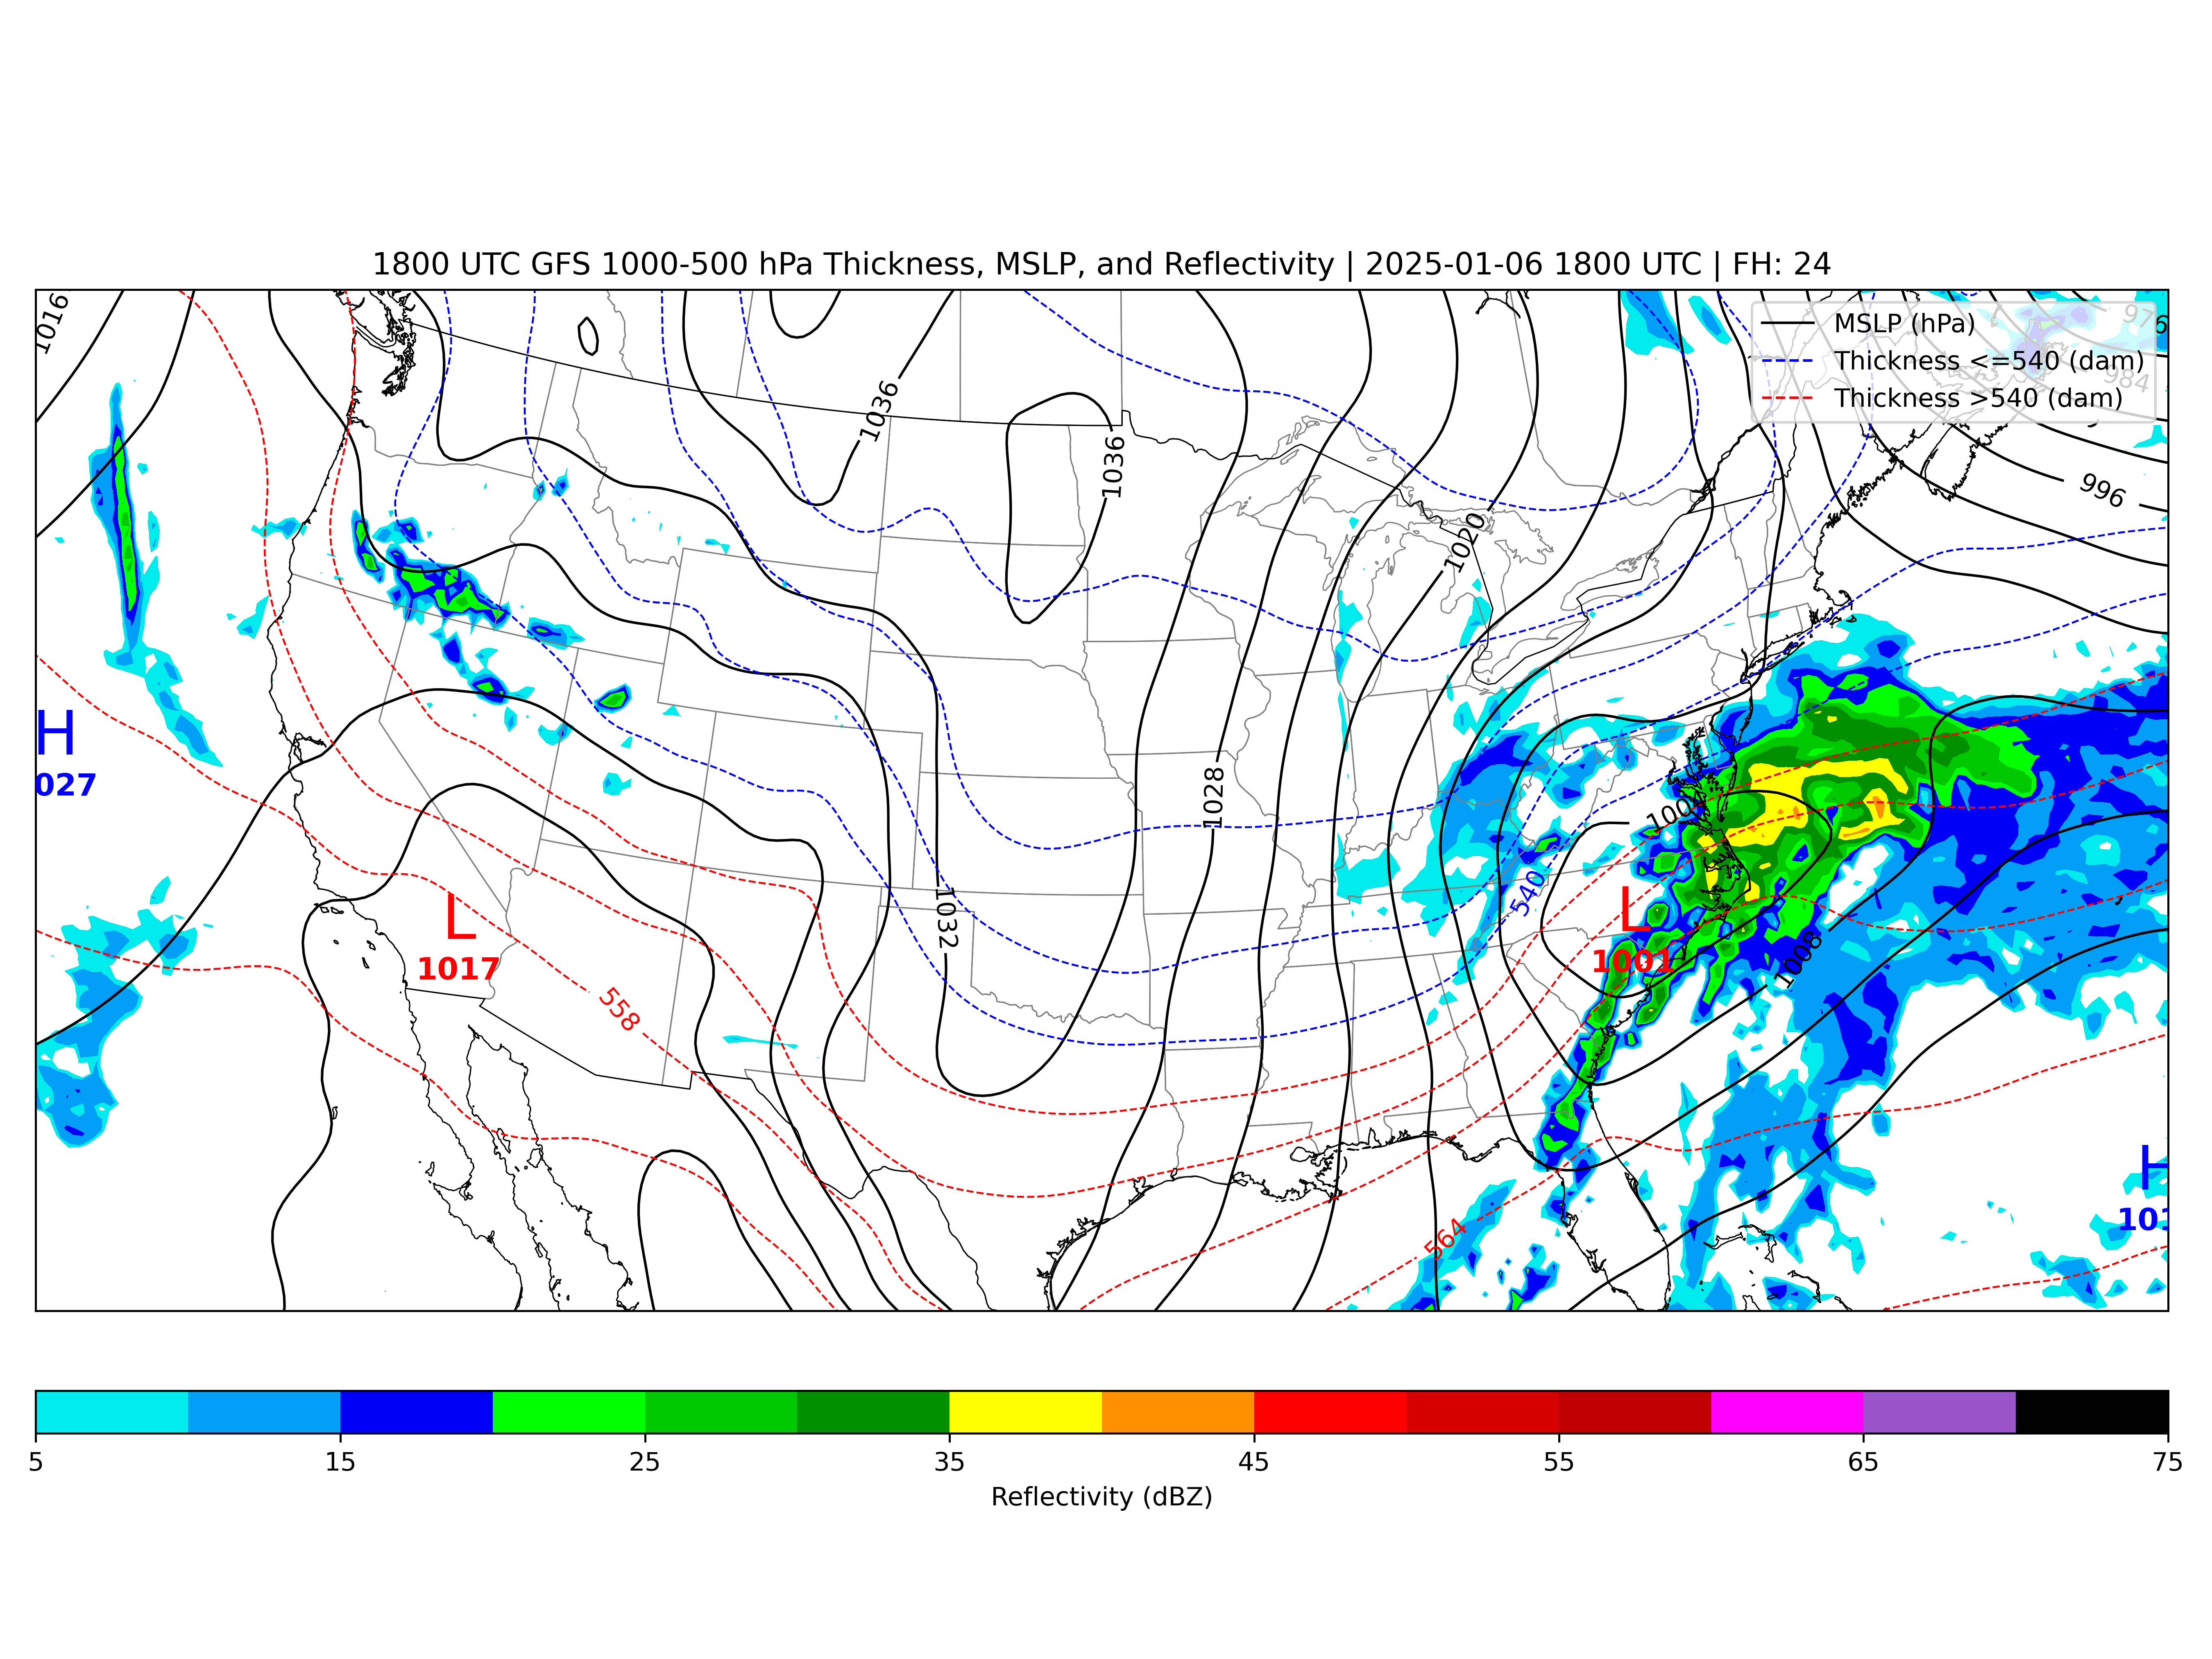 1800 UTC GFS 1000-500 hPa Thickness, MSLP, and Reflectivity | 2025-01-06 1800 UTC | FH: 24
1016
MSLP (hPa)
Thickness <=540 (dam)
Thickness >540 (dam)
976
984
996
1036
1036
1020
H
027
1028
1004
540
L
1017
1032
L
1001
1008
558
H
102
564
5
15
25
35
45
55
65
75
Reflectivity (dBZ)